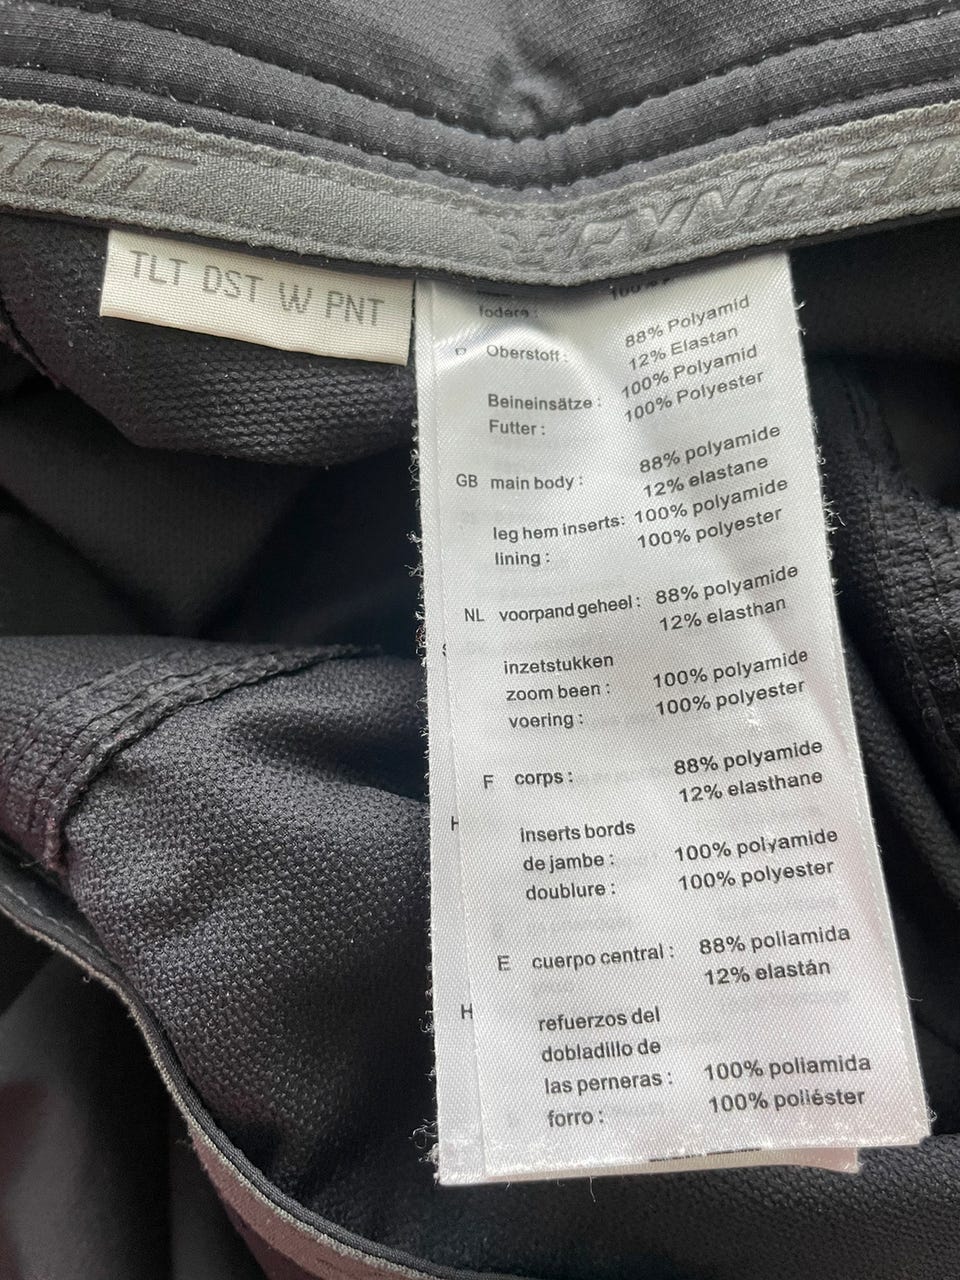 DYNAFIT
TLT DST W PNT
fodera :
D Oberstoff : 88% Polyamid
12% Elastan
Beineinsätze : 100% Polyamid
Futter : 100% Polyester
GB main body : 88% polyamide
12% elastane
leg hem inserts: 100% polyamide
lining : 100% polyester
NL voorpand geheel : 88% polyamide
12% elasthan
inzetstukken
zoom been : 100% polyamide
voering : 100% polyester
F corps : 88% polyamide
12% elasthane
inserts bords
de jambe : 100% polyamide
doublure : 100% polyester
E cuerpo central : 88% poliamida
12% elastán
refuerzos del
dobladillo de
las perneras : 100% poliamida
forro : 100% poliéster